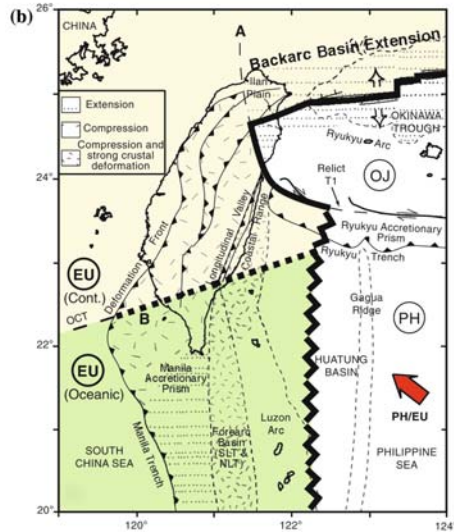 (b)
26°
24°
22°
20°
120°
122°
124°
CHINA
A
Backarc Basin Extension
Extension
Compression
Compression and
strong crustal
deformation
Ilan
Plain
OKINAWA
TROUGH
Ryukyu Arc
OJ
Relict
T1
Ryukyu Accretionary
Prism
Ryukyu
Trench
Longitudinal Valley
Coastal Range
Deformation Front
EU
(Cont.)
OCT
B
EU
(Oceanic)
Gagua
Ridge
PH
HUATUNG
BASIN
PH/EU
Manila
Accretionary
Prism
Luzon
Arc
Forearc
Basin
(SLT &
NLT)
Manila Trench
SOUTH
CHINA SEA
PHILIPPINE
SEA